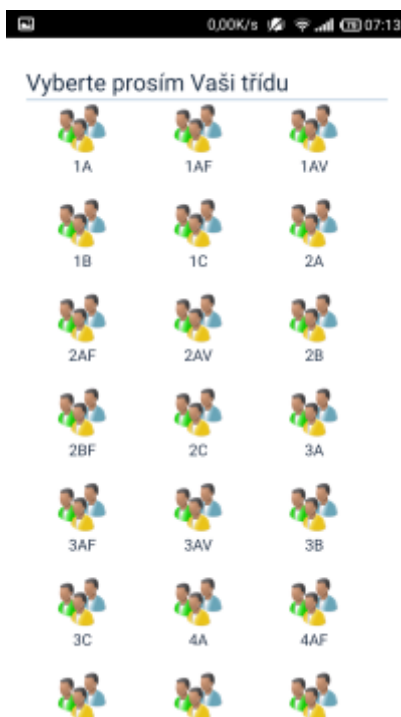 0,00K/s 78 07:13
Vyberte prosím Vaši třídu
1A 1AF 1AV
1B 1C 2A
2AF 2AV 2B
2BF 2C 3A
3AF 3AV 3B
3C 4A 4AF